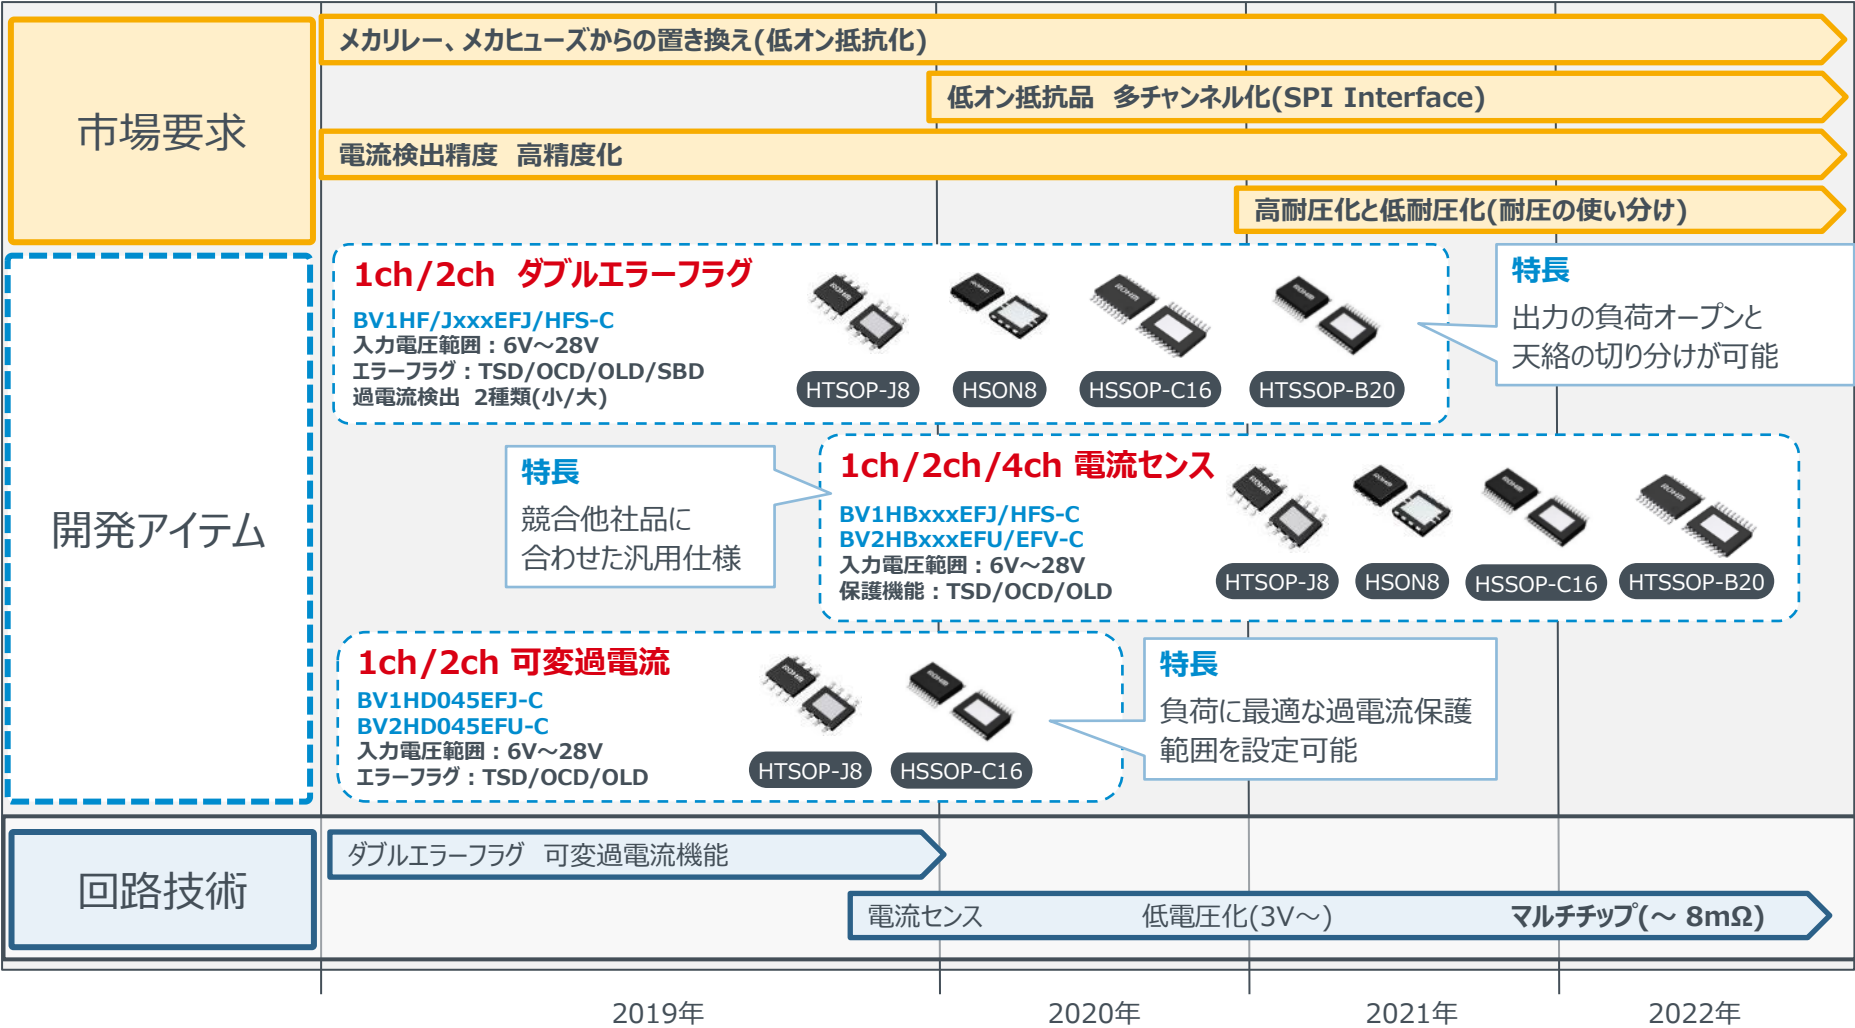 市場要求
メカリレー、メカヒューズからの置き換え(低オン抵抗化)
低オン抵抗品 多チャンネル化(SPI Interface)
電流検出精度 高精度化
高耐圧化と低耐圧化(耐圧の使い分け)
開発アイテム
1ch/2ch ダブルエラーフラグ
BV1HF/JxxxEFJ/HFS-C
入力電圧範囲：6V～28V
エラーフラグ：TSD/OCD/OLD/SBD
過電流検出 2種類(小/大)
HTSOP-J8
HSON8
HSSOP-C16
HTSSOP-B20
特長
出力の負荷オープンと
天絡の切り分けが可能
特長
競合他社品に
合わせた汎用仕様
1ch/2ch/4ch 電流センス
BV1HBxxxEFJ/HFS-C
BV2HBxxxEFU/EFV-C
入力電圧範囲：6V～28V
保護機能：TSD/OCD/OLD
HTSOP-J8
HSON8
HSSOP-C16
HTSSOP-B20
1ch/2ch 可変過電流
BV1HD045EFJ-C
BV2HD045EFU-C
入力電圧範囲：6V～28V
エラーフラグ：TSD/OCD/OLD
HTSOP-J8
HSSOP-C16
特長
負荷に最適な過電流保護
範囲を設定可能
回路技術
ダブルエラーフラグ 可変過電流機能
電流センス 低電圧化(3V～) マルチチップ(～ 8mΩ)
2019年 2020年 2021年 2022年